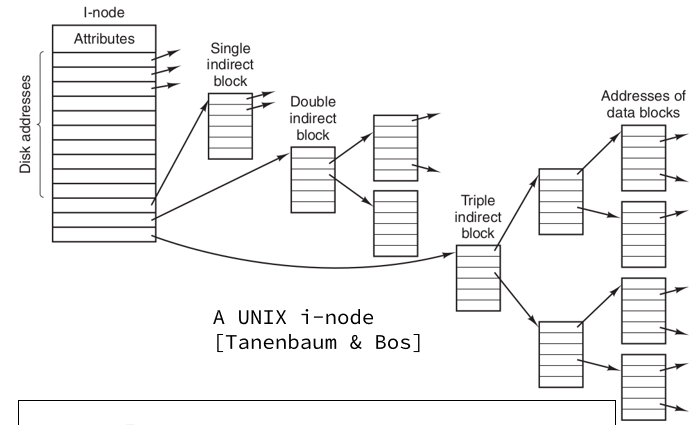 I-node
Attributes
Disk addresses
Single
indirect
block
Double
indirect
block
Triple
indirect
block
Addresses of
data blocks
A UNIX i-node
[Tanenbaum & Bos]